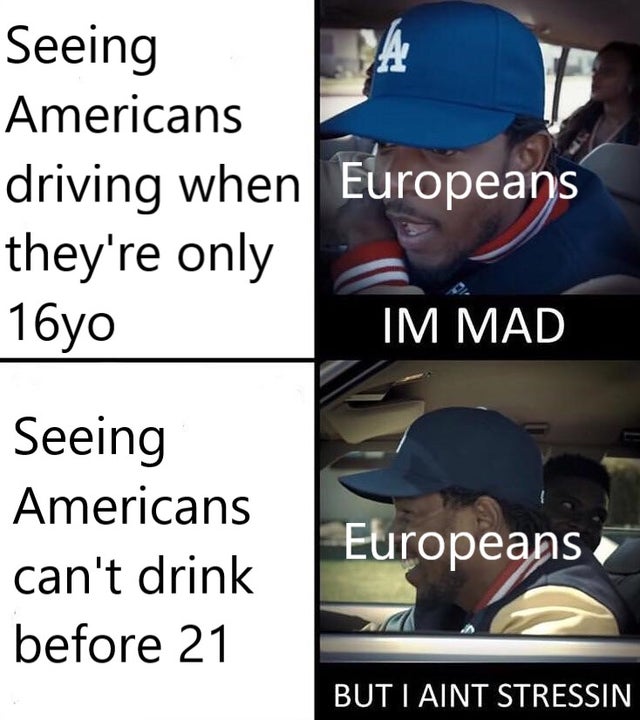 Seeing
Americans
driving when
they're only
16yo
LA
Europeans
IM MAD
Seeing
Americans
can't drink
before 21
Europeans
BUT I AINT STRESSIN